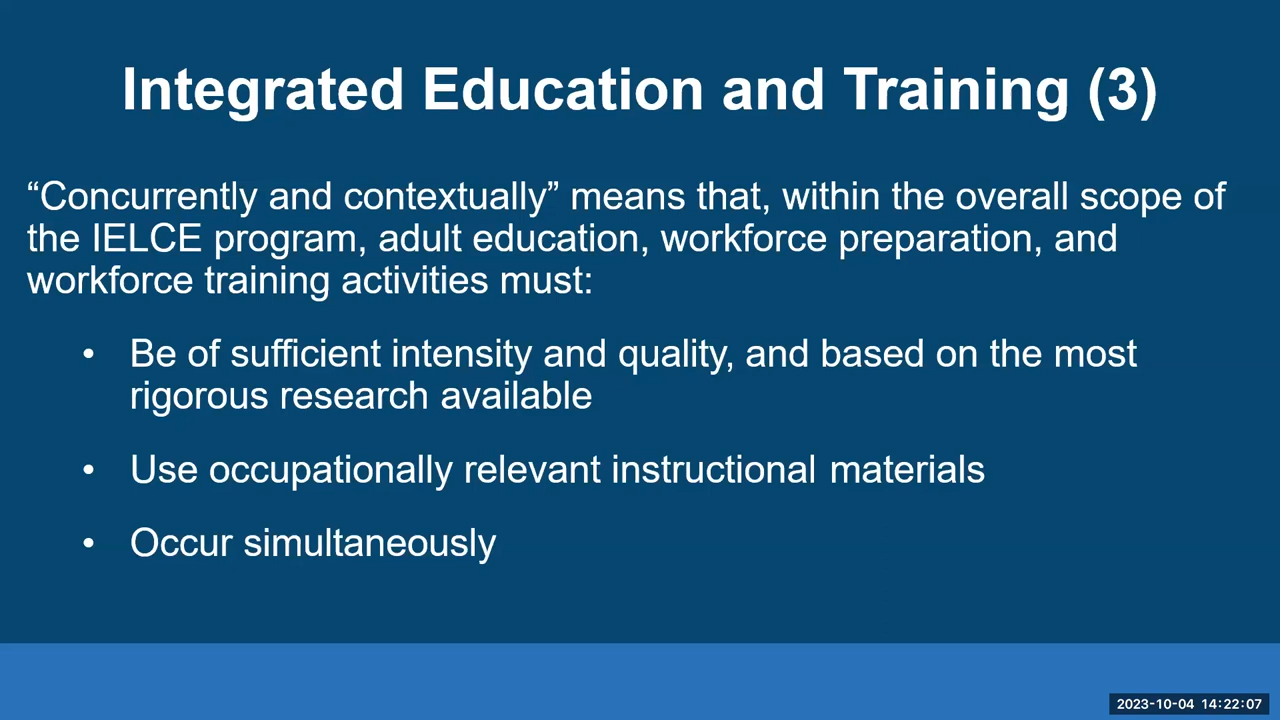 Integrated Education and Training (3)
“Concurrently and contextually” means that, within the overall scope of
the IELCE program, adult education, workforce preparation, and
workforce training activities must:
• Be of sufficient intensity and quality, and based on the most
rigorous research available
• Use occupationally relevant instructional materials
• Occur simultaneously
2023-10-04 14:22:07